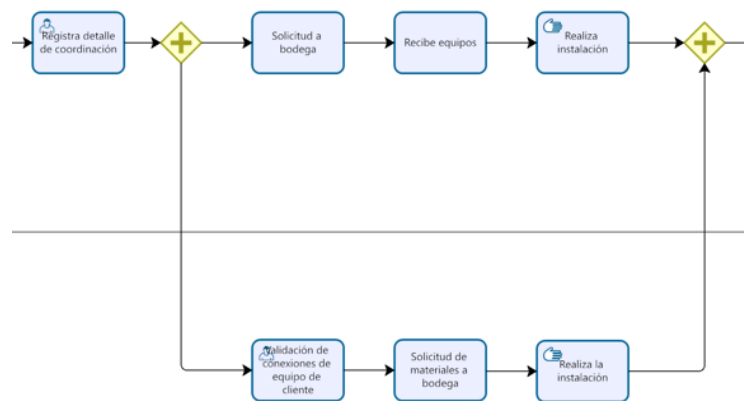 Registra detalle
de coordinación
Solicitud a
bodega
Recibe equipos
Realiza
instalación
Validación de
conexiones de
equipo de
cliente
Solicitud de
materiales a
bodega
Realiza la
instalación